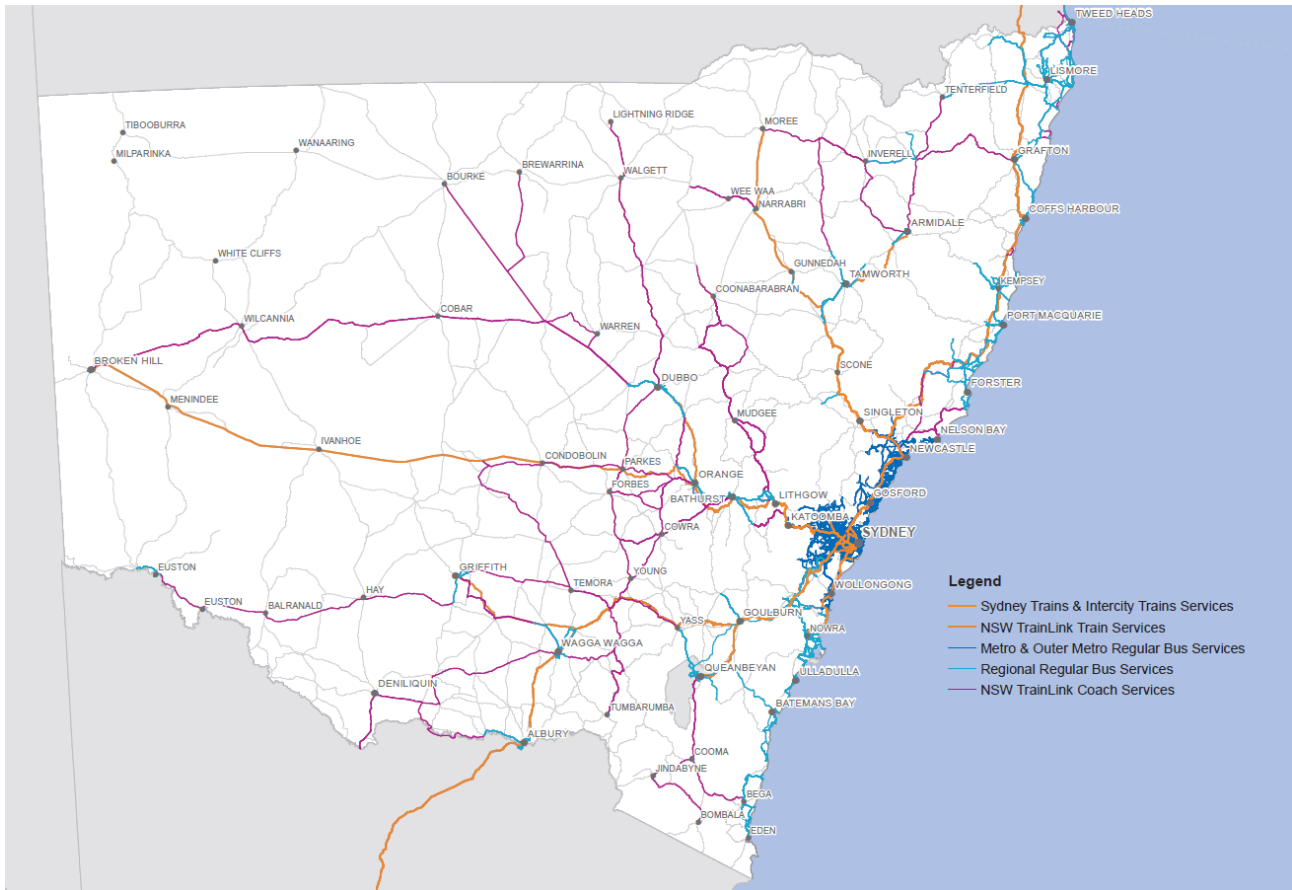 TWEED HEADS
LISMORE
TENTERFIELD
LIGHTNING RIDGE
MOREE
TIBOOBURRA
WANAARING
MILPARINKA
INVERELL
GRAFTON
BREWARRINA
WALGETT
BOURKE
WEE WAA
NARRABRI
COFFS HARBOUR
ARMIDALE
WHITE CLIFFS
GUNNEDAH
TAMWORTH
KEMPSEY
COONABARABRAN
COBAR
WILCANNIA
WARREN
PORT MACQUARIE
BROKEN HILL
SCONE
DUBBO
FORSTER
MENINDEE
MUDGEE
SINGLETON
NELSON BAY
IVANHOE
NEWCASTLE
CONDOBOLIN
PARKES
ORANGE
FORBES
BATHURST
LITHGOW
GOSFORD
KATOOMBA
COWRA
SYDNEY
EUSTON
GRIFFITH
YOUNG
TEMORA
WOLLONGONG
HAY
EUSTON
BALRANALD
GOULBURN
YASS
NOWRA
WAGGA WAGGA
QUEANBEYAN
ULLADULLA
DENILIQUIN
BATEMANS BAY
TUMBARUMBA
ALBURY
COOMA
JINDABYNE
BEGA
BOMBALA
EDEN
Legend
Sydney Trains & Intercity Trains Services
NSW TrainLink Train Services
Metro & Outer Metro Regular Bus Services
Regional Regular Bus Services
NSW TrainLink Coach Services